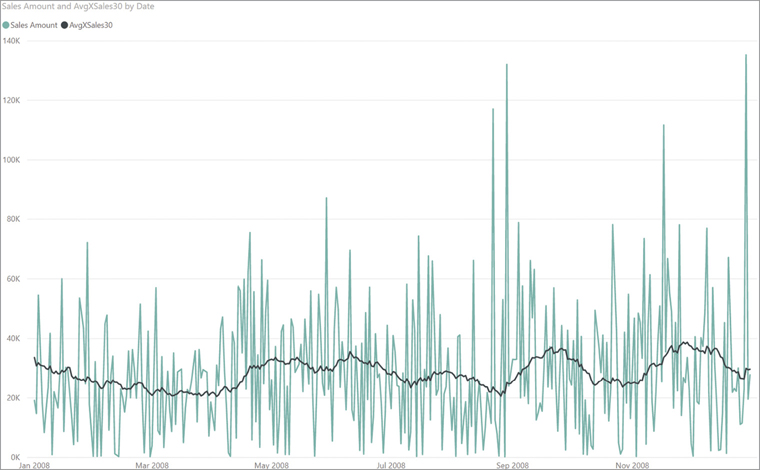 Sales Amount and AvgXSales30 by Date
Sales Amount AvgXSales30
140K
120K
100K
80K
60K
40K
20K
0K
Jan 2008 Mar 2008 May 2008 Jul 2008 Sep 2008 Nov 2008